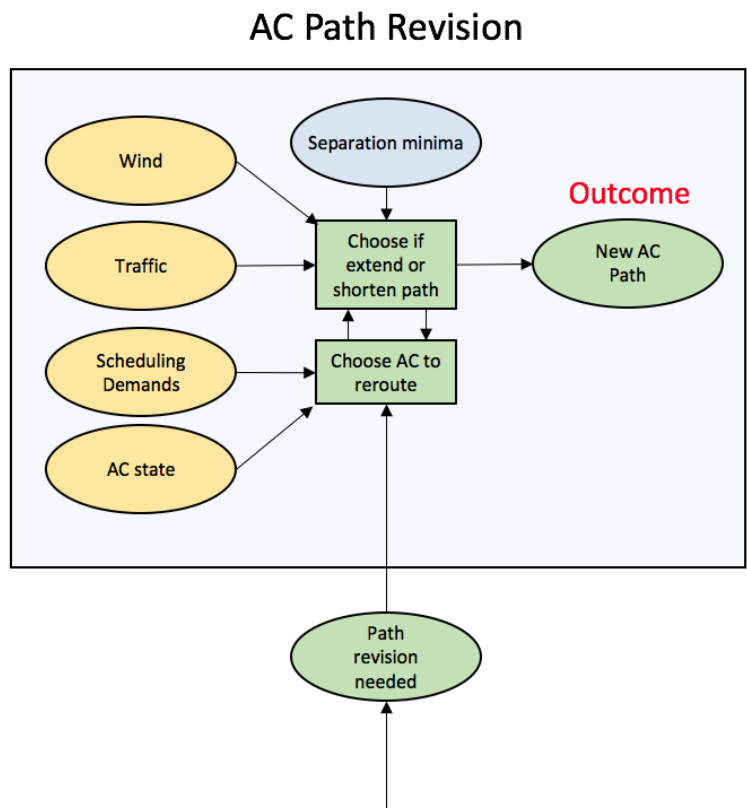 AC Path Revision
Wind
Separation minima
Outcome
Traffic
Choose if
extend or
shorten path
New AC
Path
Scheduling
Demands
Choose AC to
reroute
AC state
Path
revision
needed